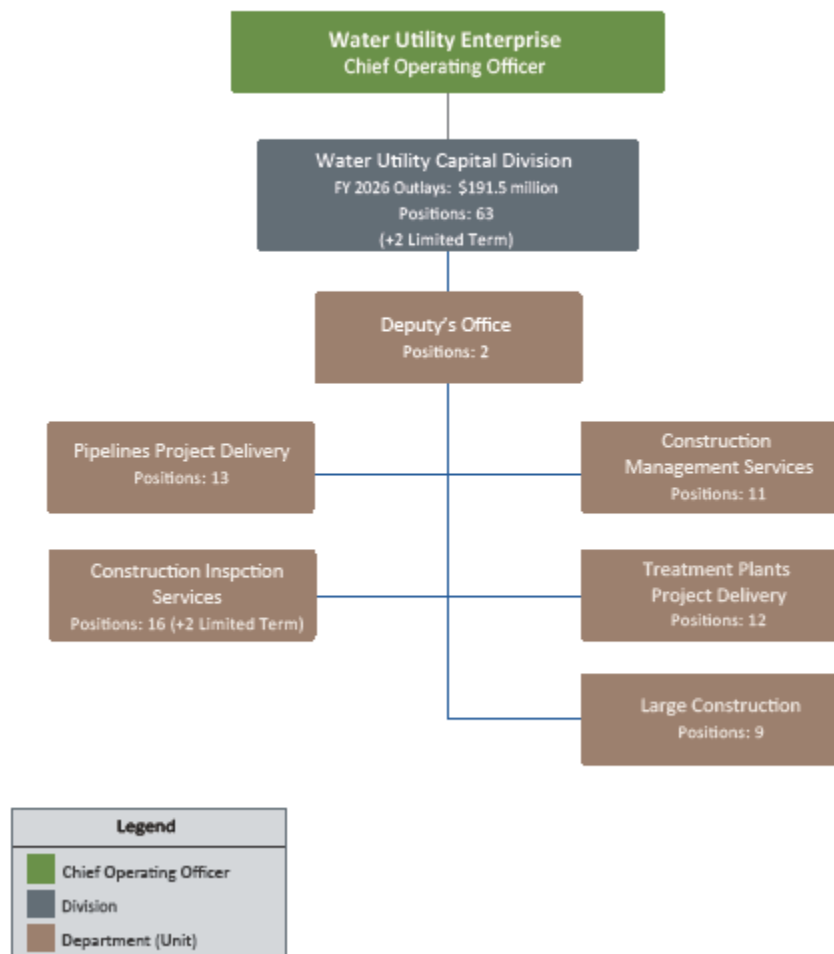 Water Utility Enterprise
Chief Operating Officer
Water Utility Capital Division
FY 2026 Outlays: $191.5 million
Positions: 63
(+2 Limited Term)
Deputy's Office
Positions: 2
Pipelines Project Delivery
Positions: 13
Construction
Management Services
Positions: 11
Construction Inspction
Services
Positions: 16 (+2 Limited Term)
Treatment Plants
Project Delivery
Positions: 12
Large Construction
Positions: 9
Legend
Chief Operating Officer
Division
Department (Unit)